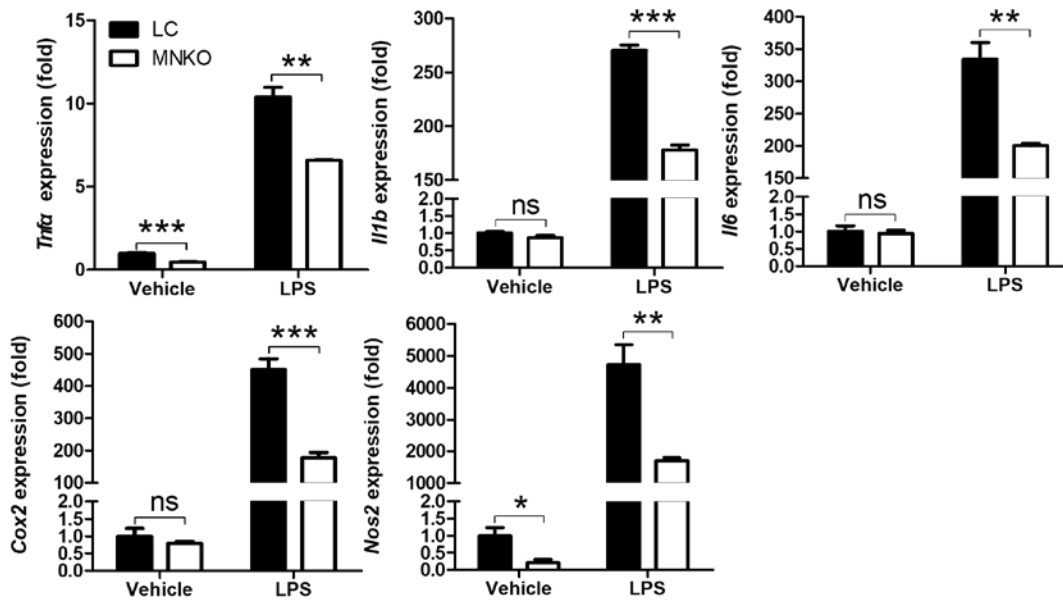 LC
MNKO
Tnfα expression (fold)
15
10
5
0
***
**
Vehicle
LPS
Il1b expression (fold)
300
250
200
150
2.0
1.5
1.0
0.5
0.0
ns
***
Vehicle
LPS
Il6 expression (fold)
400
350
300
250
200
150
100
2.0
1.5
1.0
0.5
0.0
ns
**
Vehicle
LPS
Cox2 expression (fold)
600
500
400
300
200
100
2.0
1.5
1.0
0.5
0.0
ns
***
Vehicle
LPS
Nos2 expression (fold)
6000
5000
4000
3000
2000
1000
2.0
1.5
1.0
0.5
0.0
*
**
Vehicle
LPS